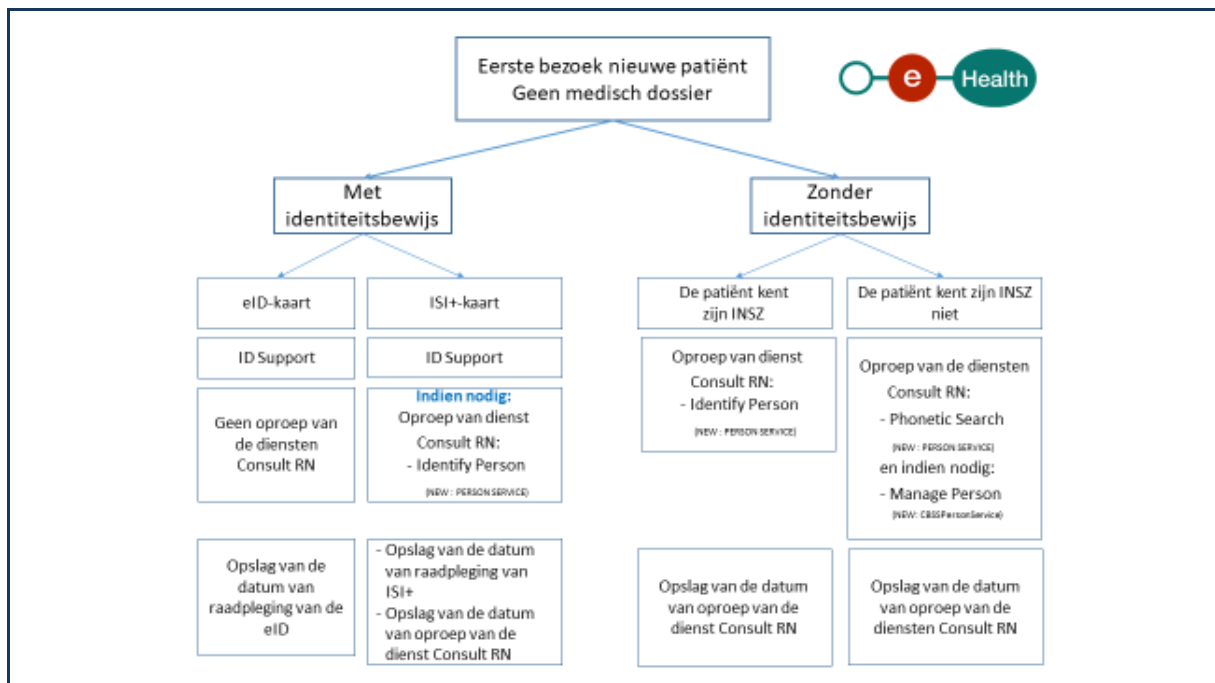 Eerste bezoek nieuwe patiënt
Geen medisch dossier
e Health
Met
identiteitsbewijs
Zonder
identiteitsbewijs
eID-kaart
ISI+-kaart
De patiënt kent
zijn INSZ
De patiënt kent zijn INSZ
niet
ID Support
ID Support
Geen oproep van
de diensten
Consult RN
Indien nodig:
Oproep van dienst
Consult RN:
- Identify Person
(NEW : PERSON SERVICE)
Oproep van dienst
Consult RN:
- Identify Person
(NEW : PERSON SERVICE)
Oproep van de diensten
Consult RN:
- Phonetic Search
(NEW : PERSON SERVICE)
en indien nodig:
- Manage Person
(NEW: CBSSPersonService)
Opslag van de
datum van
raadpleging van de
eID
- Opslag van de datum
van raadpleging van
ISI+
- Opslag van de datum
van oproep van de
dienst Consult RN
Opslag van de datum
van oproep van de
dienst Consult RN
Opslag van de datum
van oproep van de
diensten Consult RN